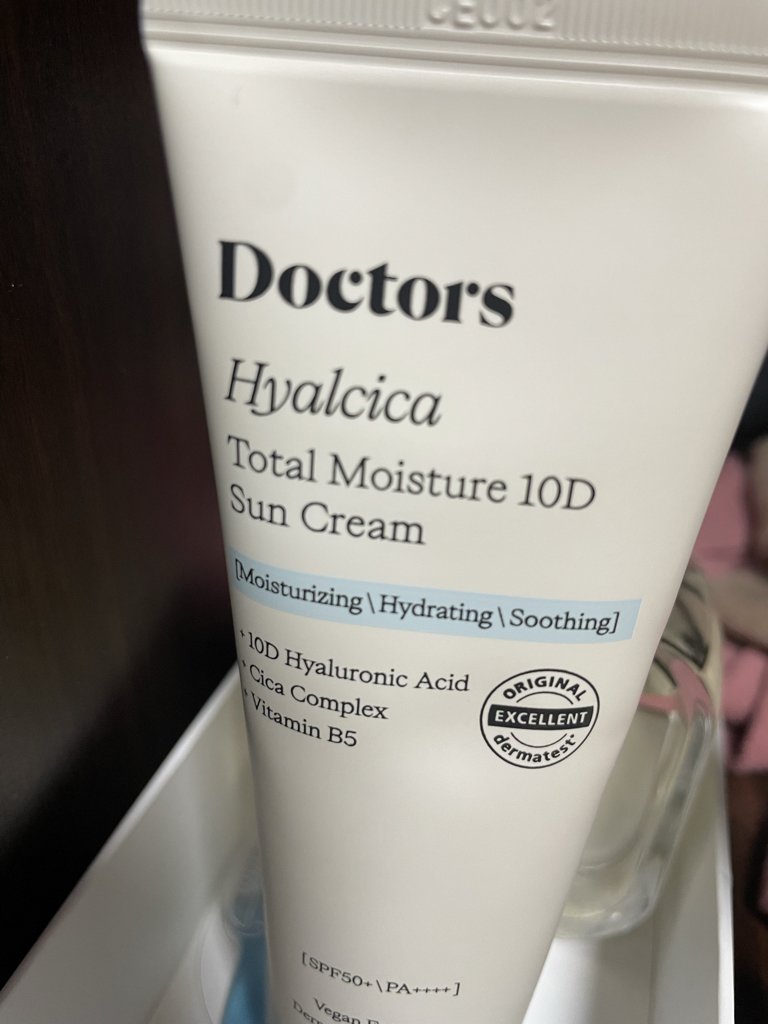 CE002
Doctors
Hyalcica
Total Moisture 10D
Sun Cream
[Moisturizing\Hydrating\Soothing]
10D Hyaluronic Acid
Cica Complex
Vitamin B5
ORIGINAL
EXCELLENT
dermatest
[SPF50+\PA++++]
Vegan